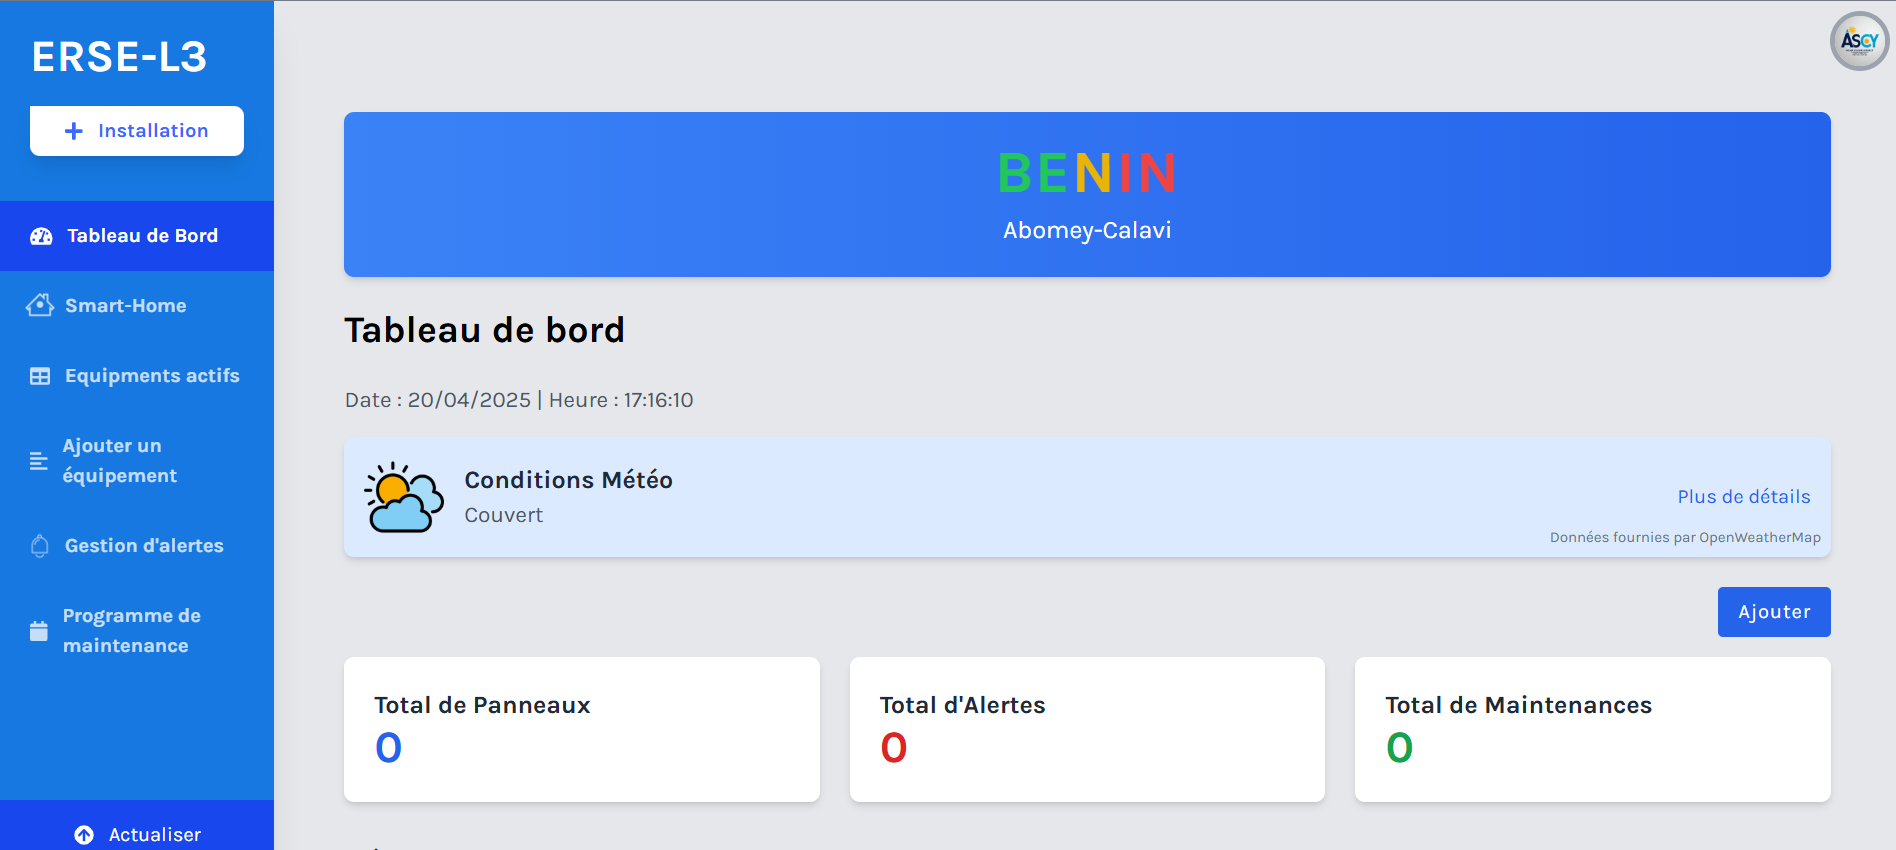 ERSE-L3
Installation
Tableau de Bord
Smart-Home
Equipments actifs
Ajouter un
équipement
Gestion d'alertes
Programme de
maintenance
Actualiser
ASCY
BENIN
Abomey-Calavi
Tableau de bord
Date : 20/04/2025 | Heure : 17:16:10
Conditions Météo
Couvert
Plus de détails
Données fournies par OpenWeatherMap
Ajouter
Total de Panneaux
0
Total d'Alertes
0
Total de Maintenances
0